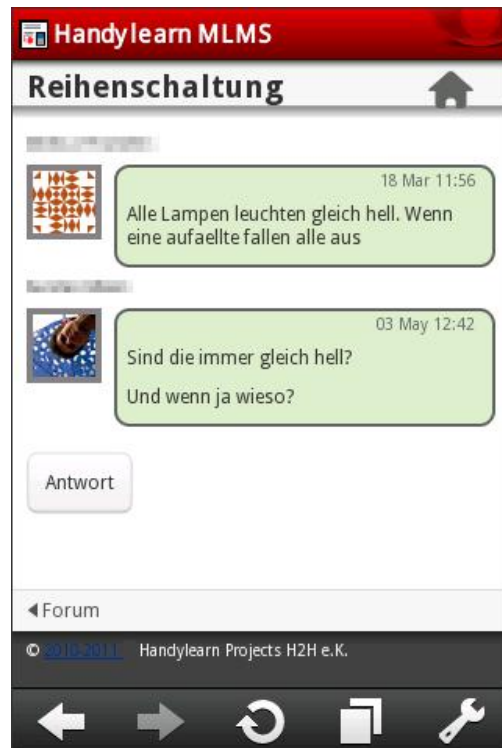 Handylearn MLMS
Reihenschaltung
18 Mar 11:56
Alle Lampen leuchten gleich hell. Wenn
eine aufaellte fallen alle aus
03 May 12:42
Sind die immer gleich hell?
Und wenn ja wieso?
Antwort
Forum
© 2010-2011 Handylearn Projects H2H e.K.